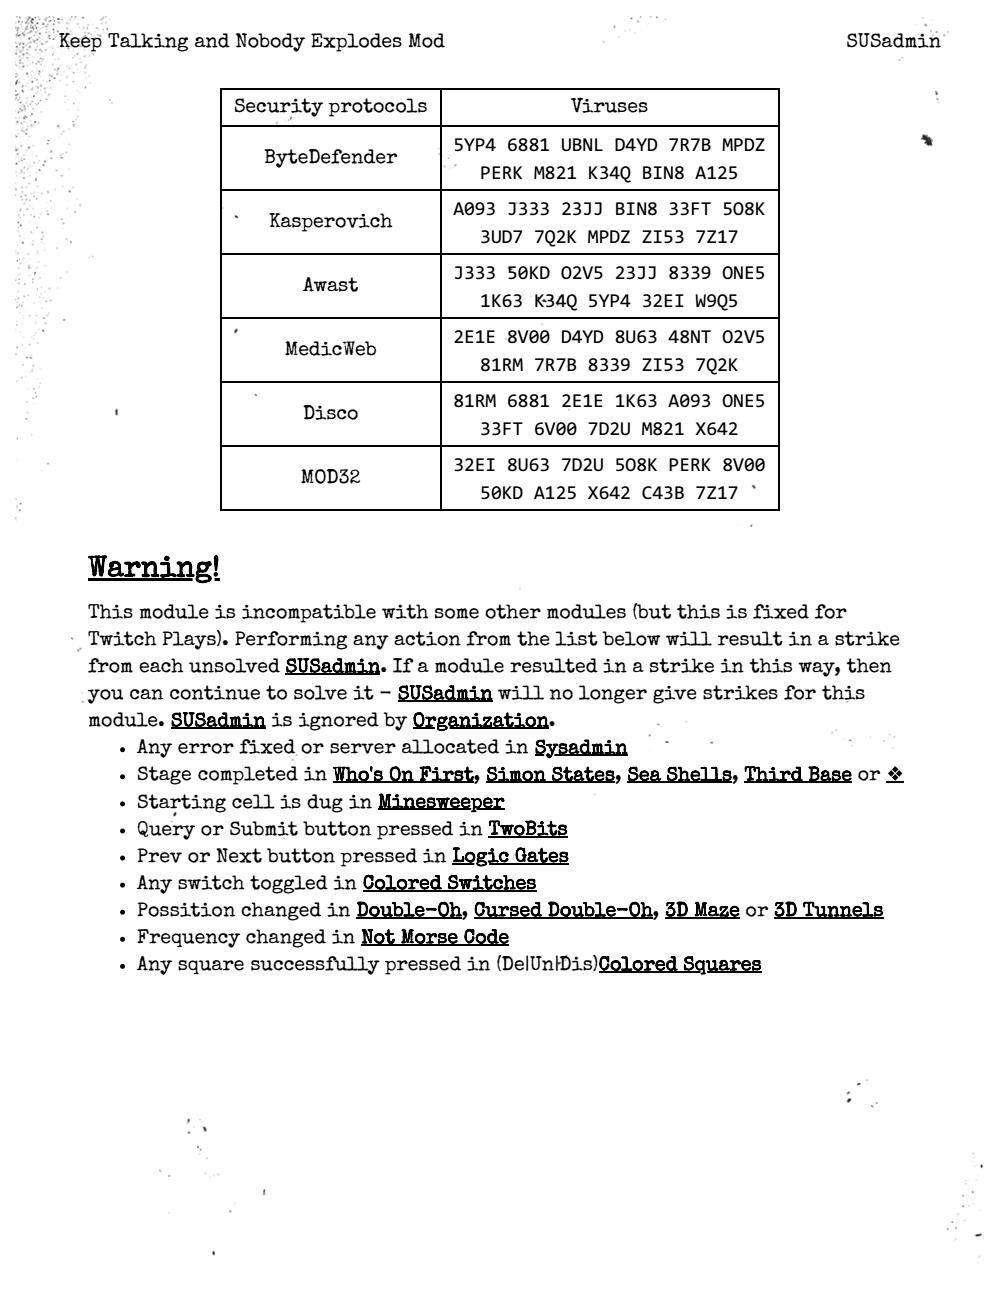 Keep Talking and Nobody Explodes Mod SUSadmin
Security protocols Viruses
ByteDefender
5YP4 6881 UBNL D4YD 7R7B MPDZ
PERK M821 K34Q BIN8 A125
Kasperovich
A093 J333 23JJ BIN8 33FT 5O8K
3UD7 7Q2K MPDZ ZI53 7Z17
Awast
J333 50KD O2V5 23JJ 8339 ONE5
1K63 K34Q 5YP4 32EI W9Q5
MedicWeb
2E1E 8V00 D4YD 8U63 48NT O2V5
81RM 7R7B 8339 ZI53 7Q2K
Disco
81RM 6881 2E1E 1K63 A093 ONE5
33FT 6V00 7D2U M821 X642
MOD32
32EI 8U63 7D2U 5O8K PERK 8V00
50KD A125 X642 C43B 7Z17
Warning!
This module is incompatible with some other modules (but this is fixed for
Twitch Plays). Performing any action from the list below will result in a strike
from each unsolved SUSadmin. If a module resulted in a strike in this way, then
you can continue to solve it – SUSadmin will no longer give strikes for this
module. SUSadmin is ignored by Organization.
• Any error fixed or server allocated in Sysadmin
• Stage completed in Who's On First, Simon States, Sea Shells, Third Base or ❖
• Starting cell is dug in Minesweeper
• Query or Submit button pressed in TwoBits
• Prev or Next button pressed in Logic Gates
• Any switch toggled in Colored Switches
• Possition changed in Double-Oh, Cursed Double-Oh, 3D Maze or 3D Tunnels
• Frequency changed in Not Morse Code
• Any square successfully pressed in (De|Un|Dis)Colored Squares